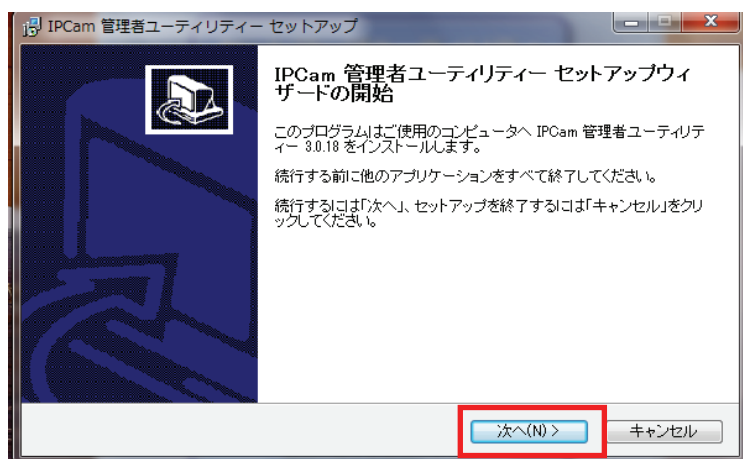 IPCam 管理者ユーティリティー セットアップ
IPCam 管理者ユーティリティー セットアップウィ
ザードの開始
このプログラムはご使用のコンピュータへ IPCam 管理者ユーティリテ
ィー 3.0.18 をインストールします。
続行する前に他のアプリケーションをすべて終了してください。
続行するには「次へ」、セットアップを終了するには「キャンセル」をクリ
ックしてください。
次へ(N) >
キャンセル